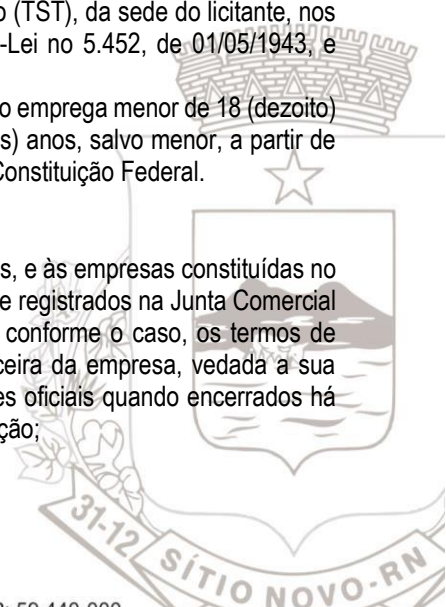 o (TST), da sede do licitante, nos
-Lei no 5.452, de 01/05/1943, e
o emprega menor de 18 (dezoito)
s) anos, salvo menor, a partir de
Constituição Federal.
s, e às empresas constituídas no
e registrados na Junta Comercial
conforme o caso, os termos de
ceira da empresa, vedada a sua
es oficiais quando encerrados há
ção;
31-12 SÍTIO NOVO-RN